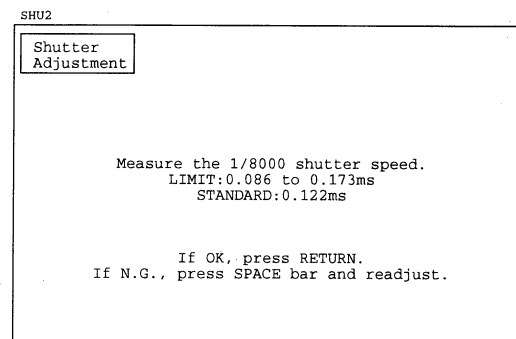 SHU2
Shutter
Adjustment
Measure the 1/8000 shutter speed.
LIMIT:0.086 to 0.173ms
STANDARD:0.122ms
If OK, press RETURN.
If N.G., press SPACE bar and readjust.